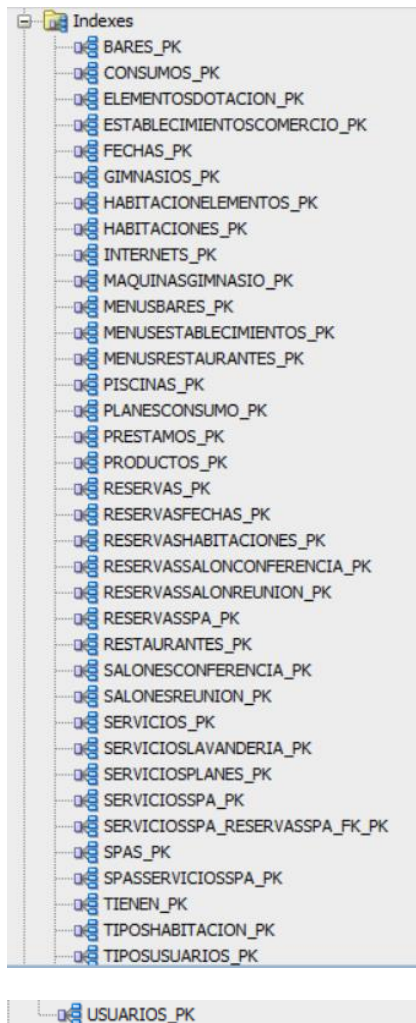 Indexes
BARES_PK
CONSUMOS_PK
ELEMENTOSDOTACION_PK
ESTABLECIMIENTOSCOMERCIO_PK
FECHAS_PK
GIMNASIOS_PK
HABITACIONELEMENTOS_PK
HABITACIONES_PK
INTERNETS_PK
MAQUINASGIMNASIO_PK
MENUSBARES_PK
MENUSESTABLECIMIENTOS_PK
MENUSRESTAURANTES_PK
PISCINAS_PK
PLANESCONSUMO_PK
PRESTAMOS_PK
PRODUCTOS_PK
RESERVAS_PK
RESERVASFECHAS_PK
RESERVASHABITACIONES_PK
RESERVASSALONCONFERENCIA_PK
RESERVASSALONREUNION_PK
RESERVASSPA_PK
RESTAURANTES_PK
SALONESCONFERENCIA_PK
SALONESREUNION_PK
SERVICIOS_PK
SERVICIOSLAVANDERIA_PK
SERVICIOSPLANES_PK
SERVICIOSSPA_PK
SERVICIOSSPA_RESERVASSPA_FK_PK
SPAS_PK
SPASSERVICIOSSPA_PK
TIENEN_PK
TIPOSHABITACION_PK
TIPOSUSUARIOS_PK
USUARIOS_PK